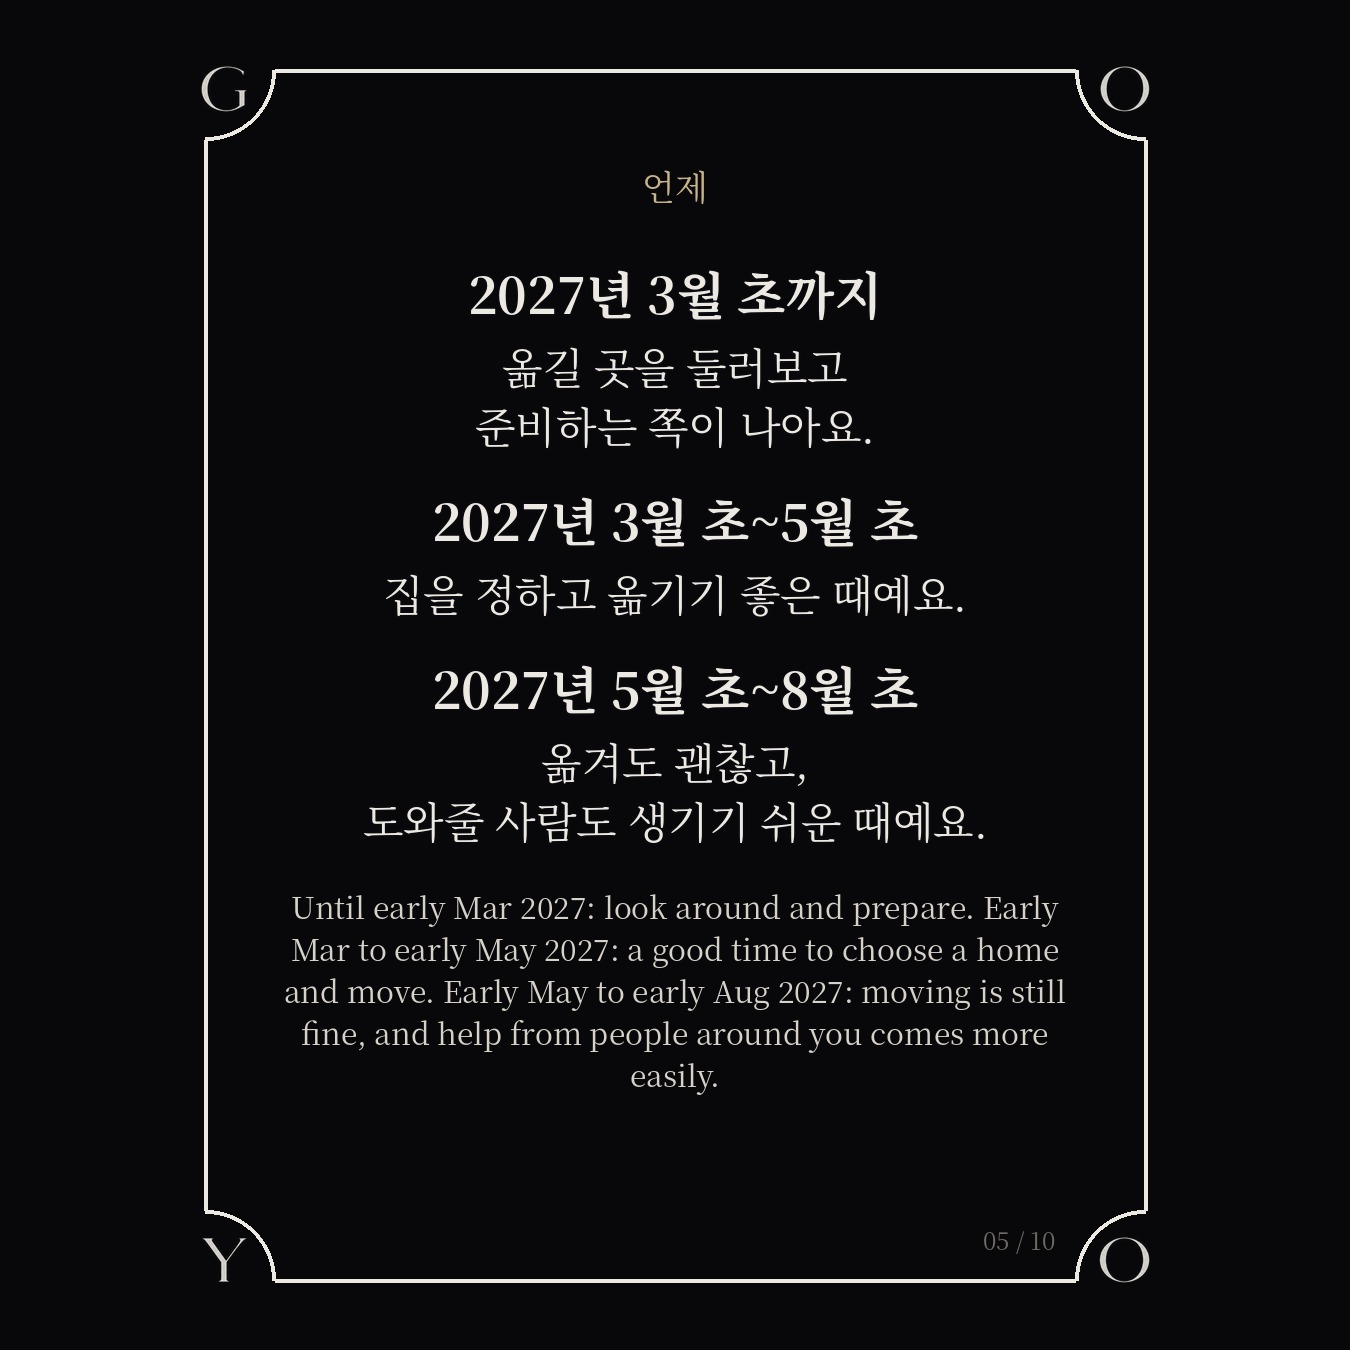 G O
언제
2027년 3월 초까지
옮길 곳을 둘러보고
준비하는 쪽이 나아요.
2027년 3월 초~5월 초
집을 정하고 옮기기 좋은 때예요.
2027년 5월 초~8월 초
옮겨도 괜찮고,
도와줄 사람도 생기기 쉬운 때예요.
Until early Mar 2027: look around and prepare. Early
Mar to early May 2027: a good time to choose a home
and move. Early May to early Aug 2027: moving is still
fine, and help from people around you comes more
easily.
05 / 10
Y O